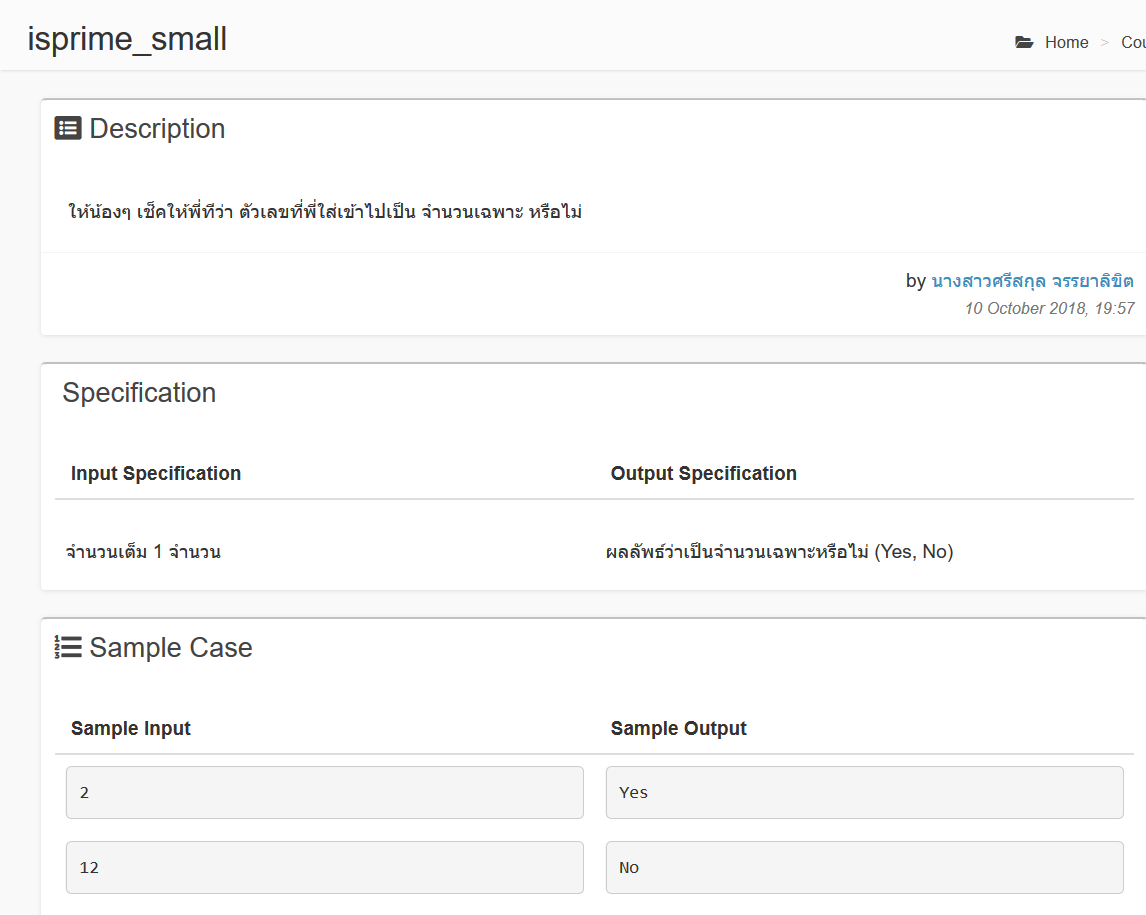 isprime_small
Home > Cou
Description
ให้น้องๆ เช็คให้พี่ทีว่า ตัวเลขที่พี่ใส่เข้าไปเป็น จำนวนเฉพาะ หรือไม่
by นางสาวศรีสกุล จรรยาลิขิต
10 October 2018, 19:57
Specification
Input Specification
Output Specification
จำนวนเต็ม 1 จำนวน
ผลลัพธ์ว่าเป็นจำนวนเฉพาะหรือไม่ (Yes, No)
Sample Case
Sample Input
Sample Output
2
Yes
12
No